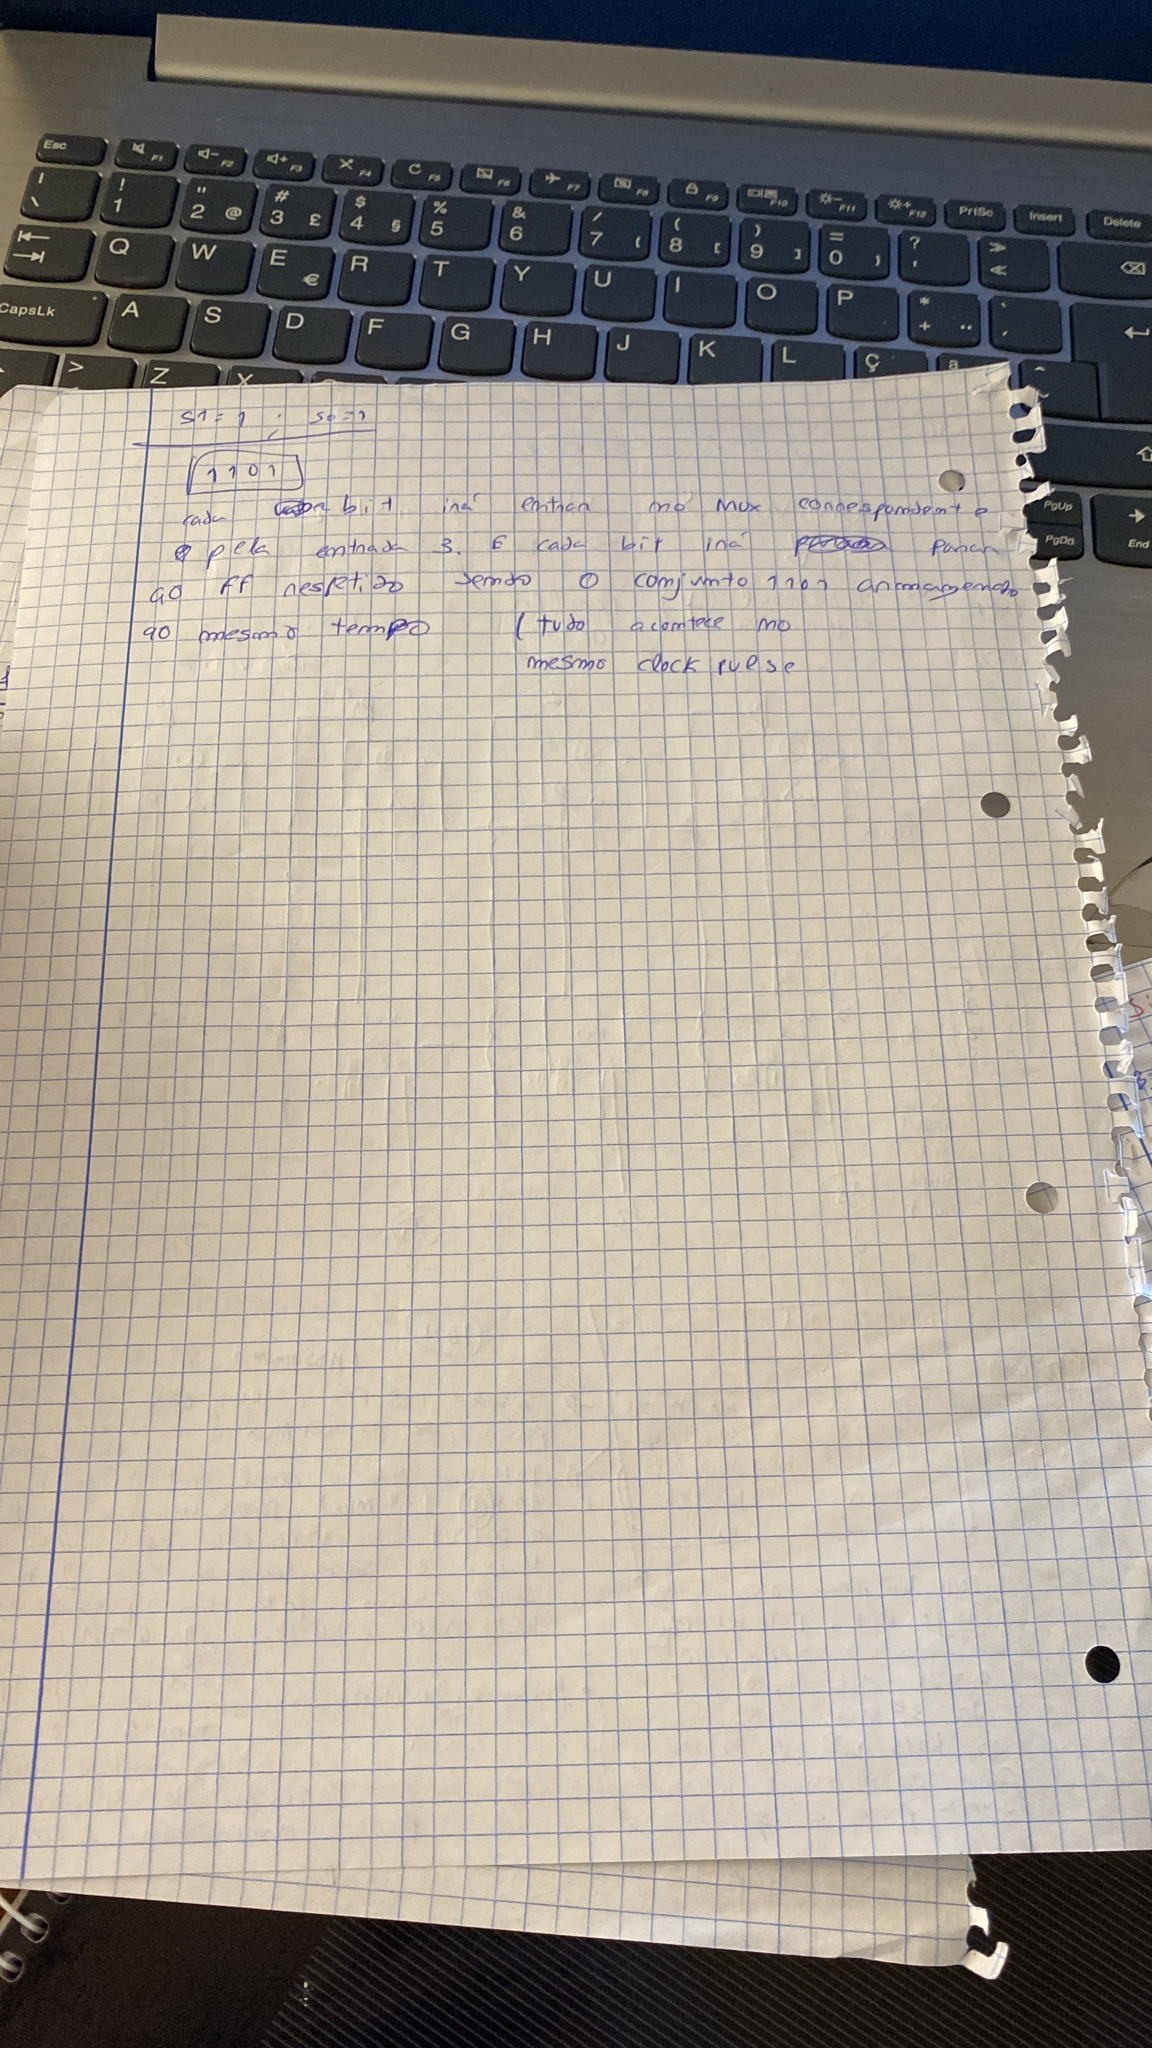 Esc F1 F2 F3 F4 F5 F6 F7 F8 F9 F10 F11 F12 PrtSc Insert Delete
| \ ! 1 " 2 @ # 3 £ $ 4 § % 5 & 6 / 7 { ( 8 [ ) 9 ] = 0 } ? '
Q W E € R T Y U I O P * + ¨
CapsLk A S D F G H J K L Ç ª
> Z X
PgUp
PgDn End
S1 = 1 ; S0 = 1
1101
cada bit irá entrar no mux correspondente
pela entrada 3. E cada bit irá parar
ao ff respetivo sendo o conjunto 1101 armazenado
ao mesmo tempo (tudo acontece no
mesmo clock pulse